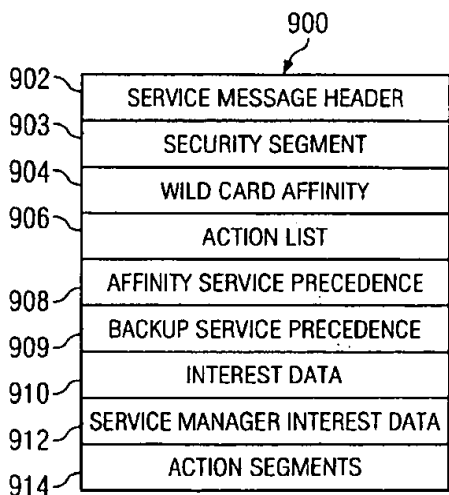 900
902 SERVICE MESSAGE HEADER
903 SECURITY SEGMENT
904 WILD CARD AFFINITY
906 ACTION LIST
908 AFFINITY SERVICE PRECEDENCE
909 BACKUP SERVICE PRECEDENCE
910 INTEREST DATA
912 SERVICE MANAGER INTEREST DATA
914 ACTION SEGMENTS